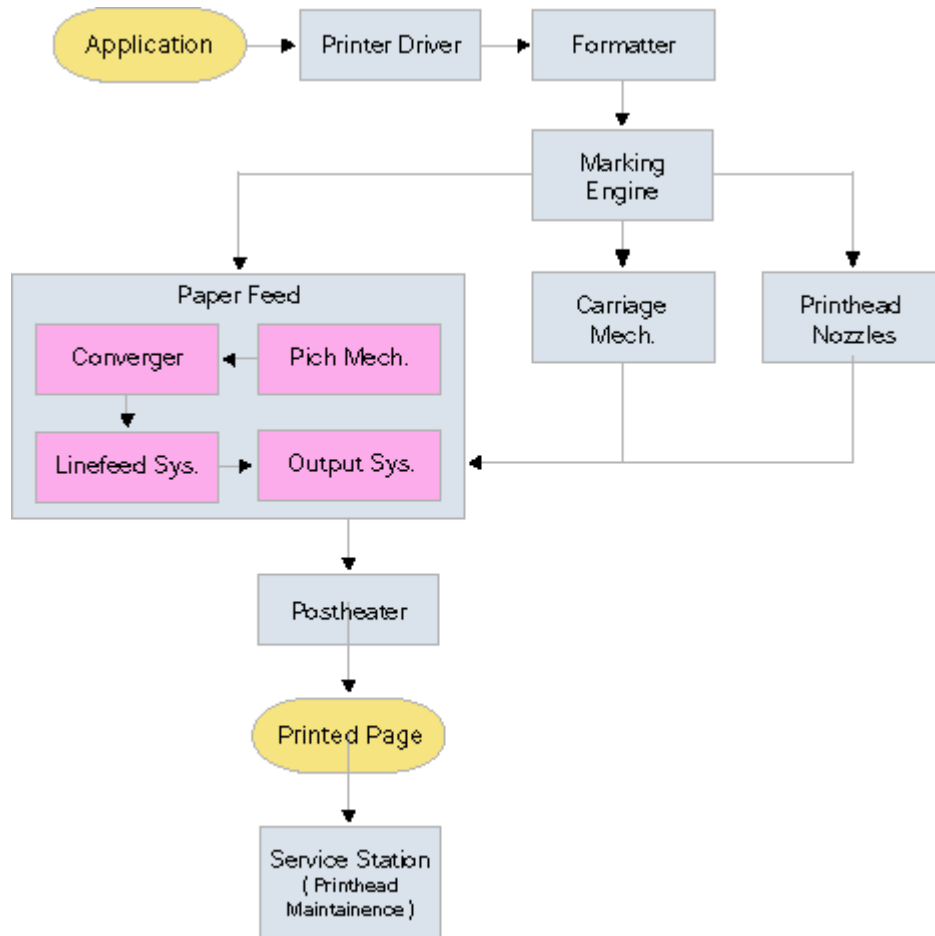 Application
Printer Driver
Formatter
Marking
Engine
Paper Feed
Converger
Pich Mech.
Linefeed Sys.
Output Sys.
Carriage
Mech.
Printhead
Nozzles
Postheater
Printed Page
Service Station
( Printhead
Maintainence )